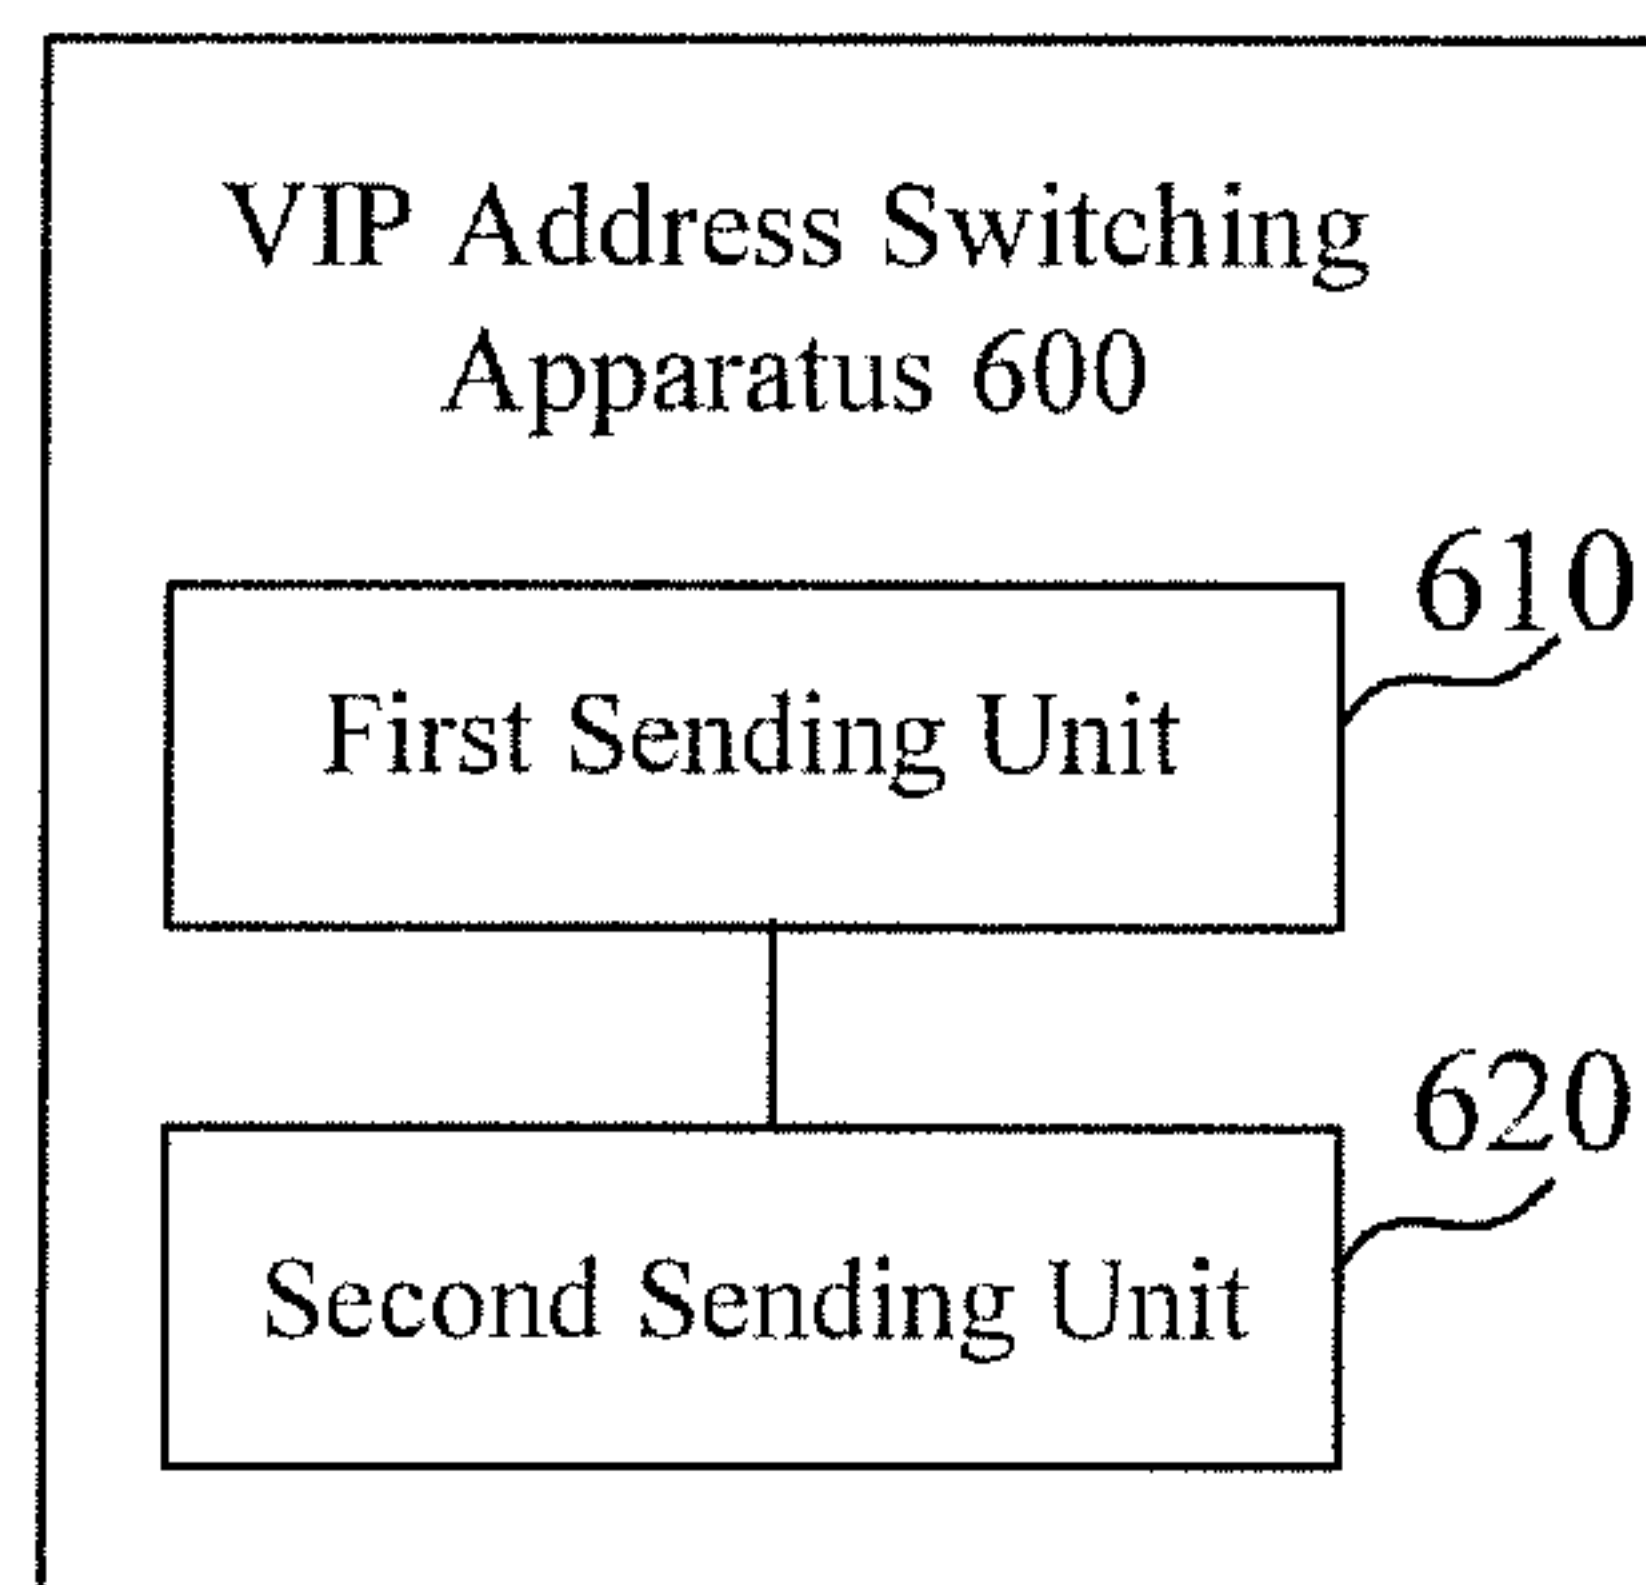 VIP Address Switching
Apparatus 600
610
First Sending Unit
620
Second Sending Unit